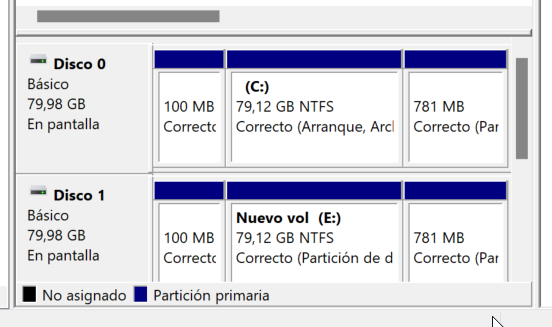 Disco 0
Básico
79,98 GB
En pantalla
100 MB
Correcto
(C:)
79,12 GB NTFS
Correcto (Arranque, Arcl
781 MB
Correcto (Par
Disco 1
Básico
79,98 GB
En pantalla
100 MB
Correcto
Nuevo vol (E:)
79,12 GB NTFS
Correcto (Partición de d
781 MB
Correcto (Par
No asignado
Partición primaria